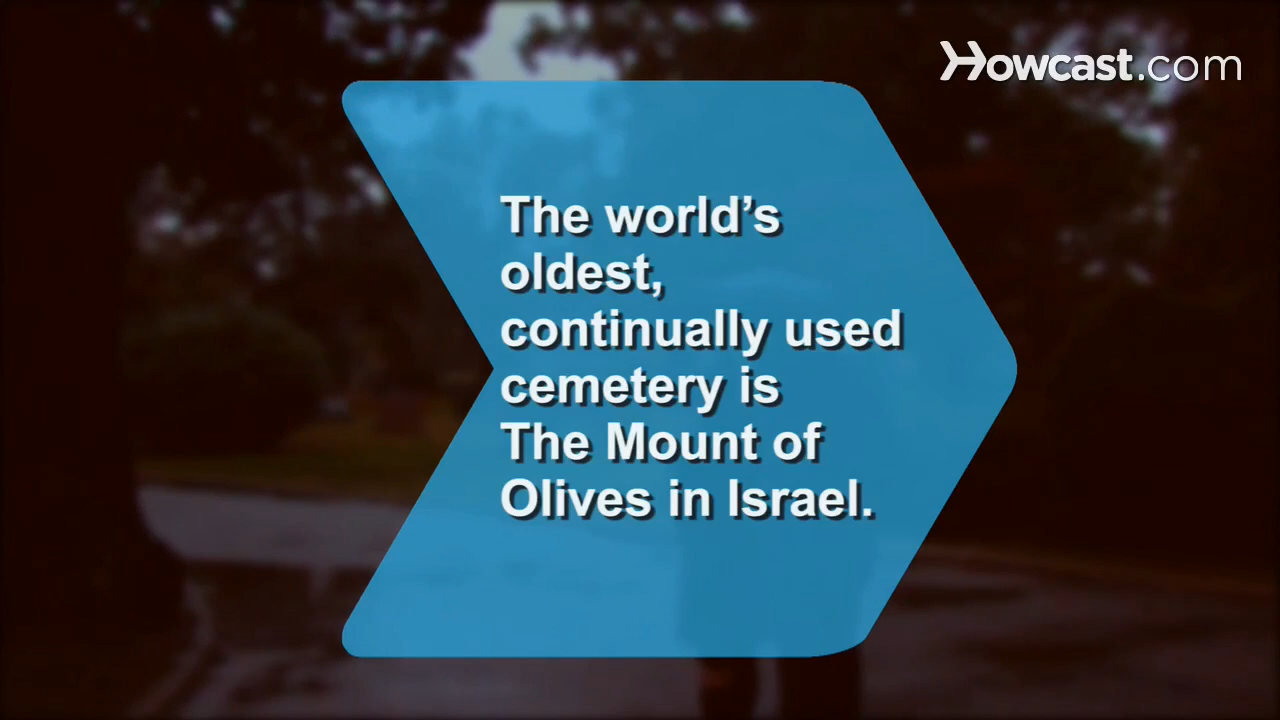 Howcast.com
The world’s
oldest,
continually used
cemetery is
The Mount of
Olives in Israel.